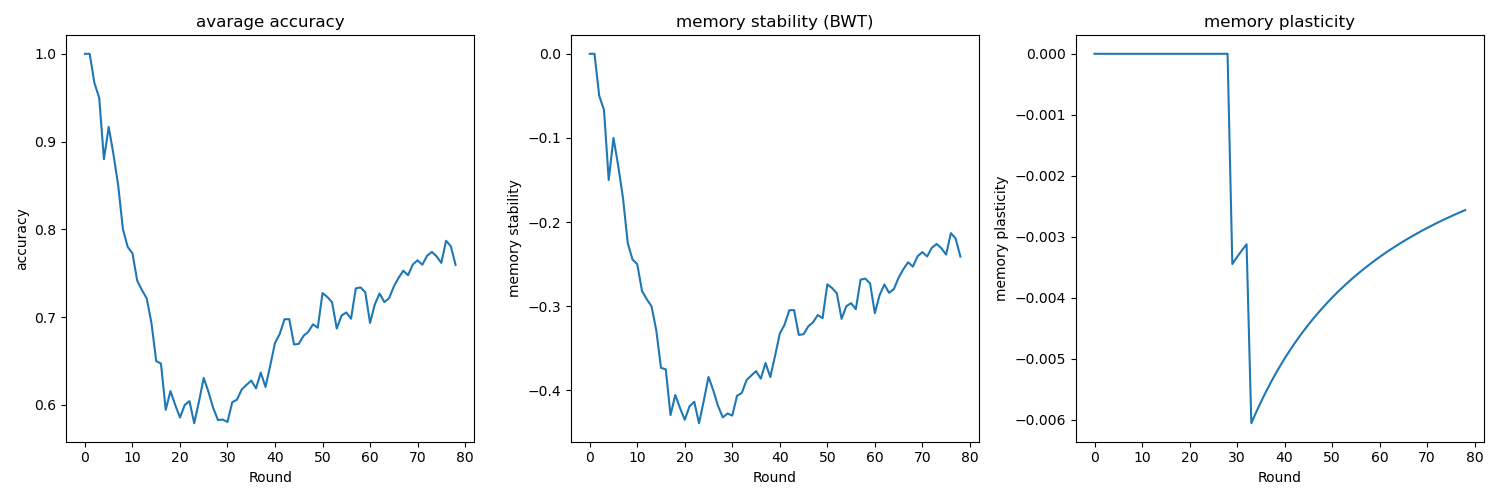 avarage accuracy
accuracy
1.0
0.9
0.8
0.7
0.6
0 10 20 30 40 50 60 70 80
Round
memory stability (BWT)
memory stability
0.0
−0.1
−0.2
−0.3
−0.4
0 10 20 30 40 50 60 70 80
Round
memory plasticity
memory plasticity
0.000
−0.001
−0.002
−0.003
−0.004
−0.005
−0.006
0 10 20 30 40 50 60 70 80
Round